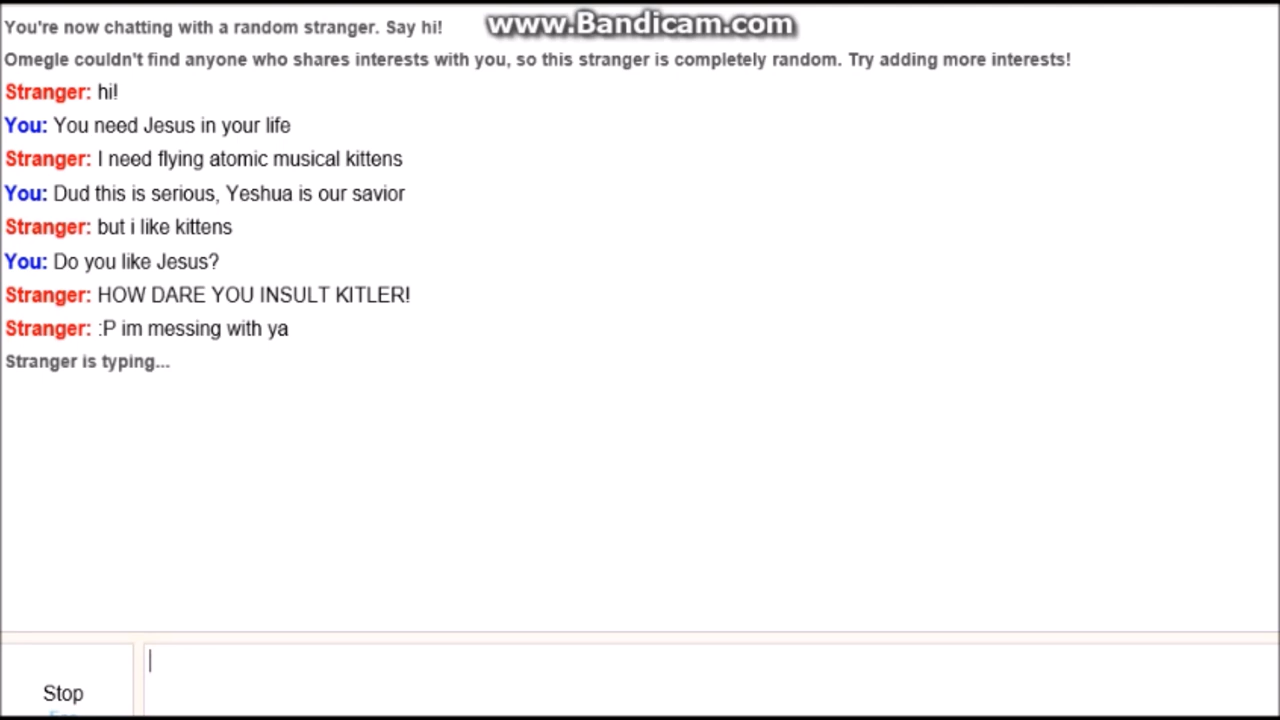 www.Bandicam.com
You're now chatting with a random stranger. Say hi!
Omegle couldn't find anyone who shares interests with you, so this stranger is completely random. Try adding more interests!
Stranger: hi!
You: You need Jesus in your life
Stranger: I need flying atomic musical kittens
You: Dud this is serious, Yeshua is our savior
Stranger: but i like kittens
You: Do you like Jesus?
Stranger: HOW DARE YOU INSULT KITLER!
Stranger: :P im messing with ya
Stranger is typing...
Stop